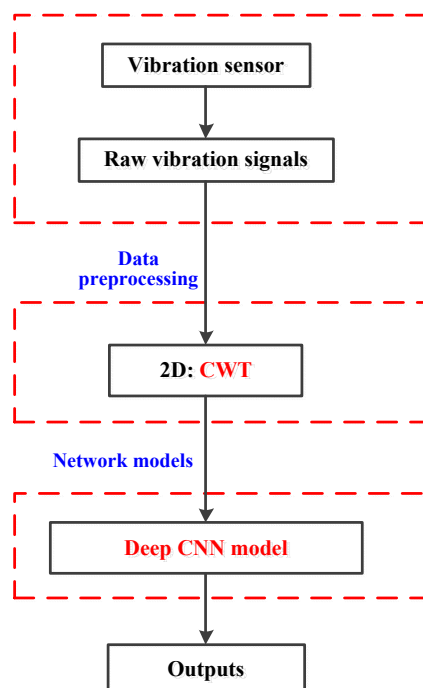 Vibration sensor
Raw vibration signals
Data
preprocessing
2D: CWT
Network models
Deep CNN model
Outputs